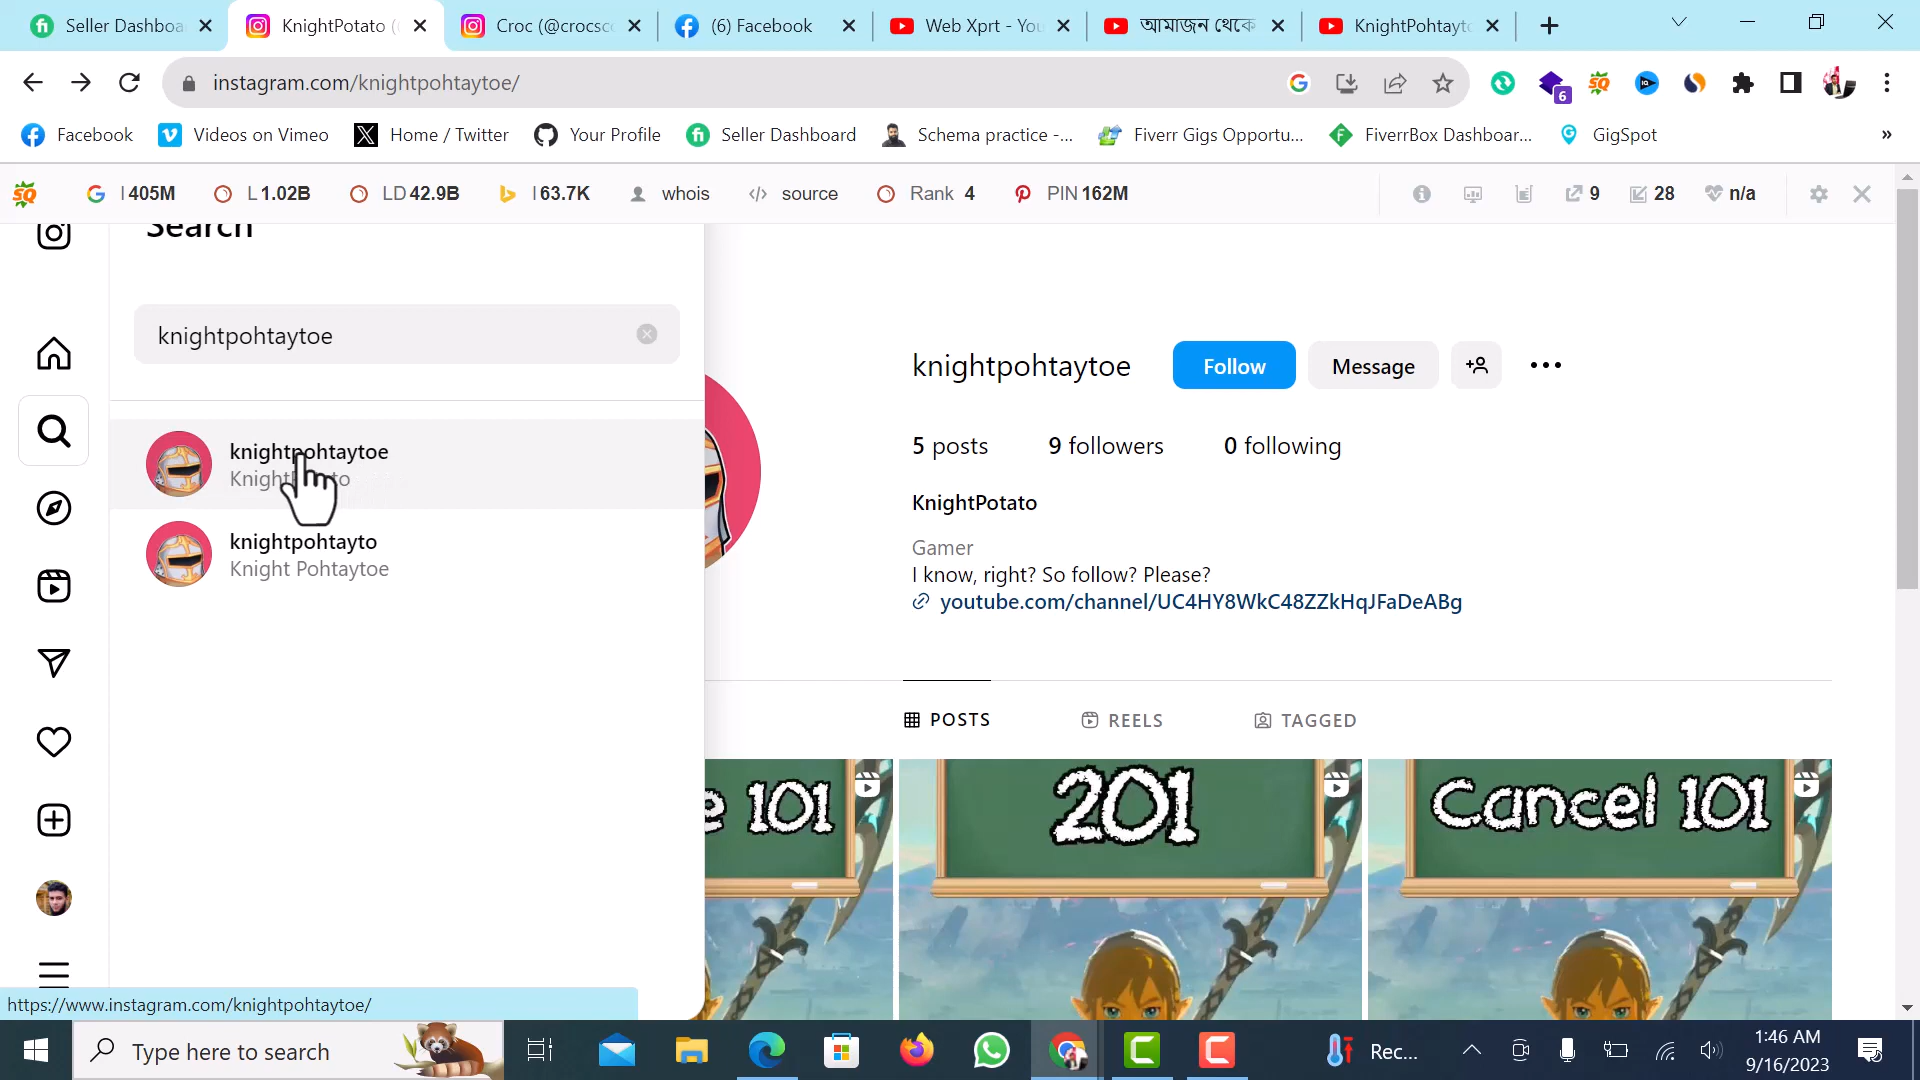 Seller Dashboa
KnightPotato (
Croc (@crocsc
(6) Facebook
Web Xprt - You
আমাজন থেকে
KnightPohtayto
instagram.com/knightpohtaytoe/
6
Facebook
Videos on Vimeo
Home / Twitter
Your Profile
Seller Dashboard
Schema practice -...
Fiverr Gigs Opportu...
FiverrBox Dashboar...
GigSpot
»
I 405M
L 1.02B
LD 42.9B
I 63.7K
whois
source
Rank 4
PIN 162M
9
28
n/a
Search
knightpohtaytoe
knightpohtaytoe
knightpohtayto
Knight Pohtaytoe
knightpohtaytoe
Follow
Message
5 posts
9 followers
0 following
KnightPotato
Gamer
I know, right? So follow? Please?
youtube.com/channel/UC4HY8WkC48ZZkHqJFaDeABg
POSTS
REELS
TAGGED
e 101
201
Cancel 101
https://www.instagram.com/knightpohtaytoe/
Type here to search
Rec...
1:46 AM
9/16/2023